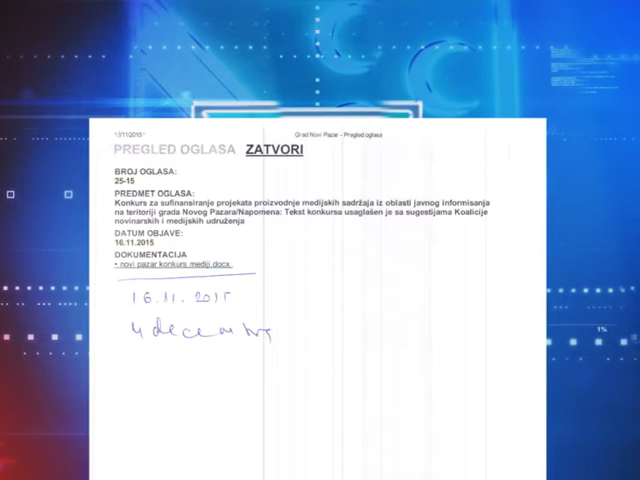 17/11/2015
Grad Novi Pazar - Pregled oglasa
PREGLED OGLASA ZATVORI
BROJ OGLASA:
25-15
PREDMET OGLASA:
Konkurs za sufinansiranje projekata proizvodnje medijskih sadržaja iz oblasti javnog informisanja
na teritoriji grada Novog Pazara/Napomena: Tekst konkursa usaglašen je sa sugestijama Koalicije
novinarskih i medijskih udruženja
DATUM OBJAVE:
16.11.2015
DOKUMENTACIJA
• novi pazar konkurs mediji.docx
16.11.2015
4 decembra
1%